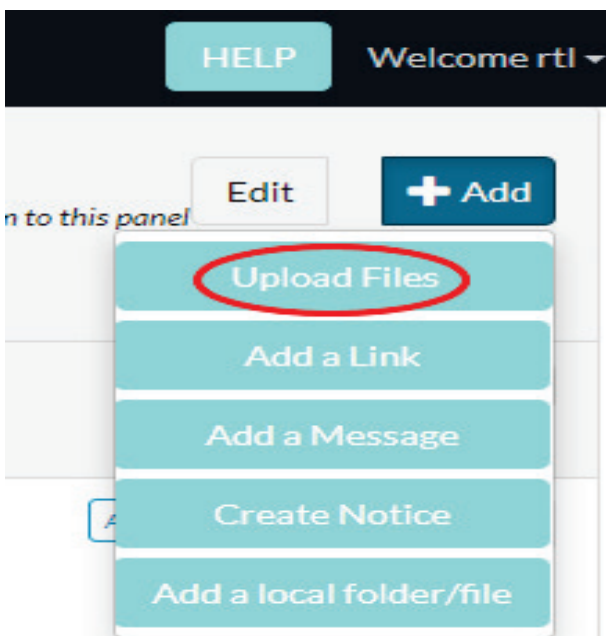 HELP Welcome rtl
Edit + Add
to this panel
Upload Files
Add a Link
Add a Message
Create Notice
A
Add a local folder/file